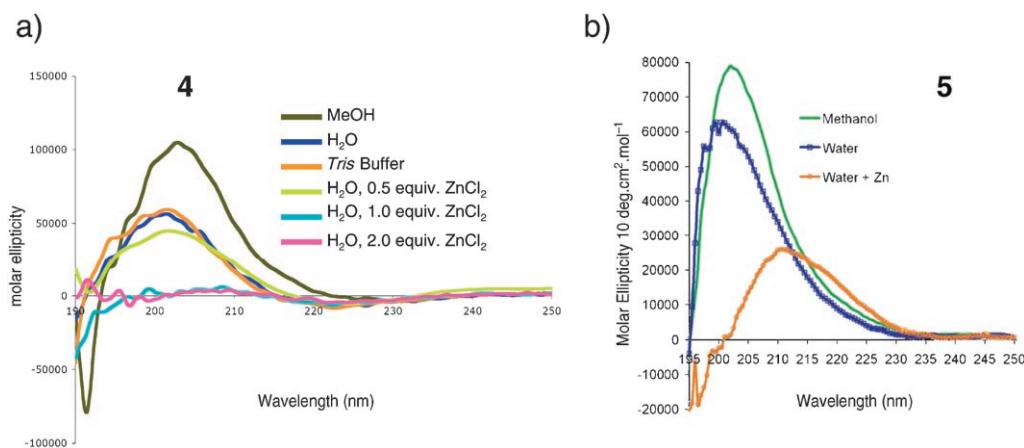 a)
4
150000
100000
50000
0
-50000
-100000
molar ellipticity
190 200 210 220 230 240 250
Wavelength (nm)
MeOH
H₂O
Tris Buffer
H₂O, 0.5 equiv. ZnCl₂
H₂O, 1.0 equiv. ZnCl₂
H₂O, 2.0 equiv. ZnCl₂
b)
5
80000
70000
60000
50000
40000
30000
20000
10000
0
-10000
-20000
Molar Ellipticity 10 deg.cm².mol⁻¹
195 200 205 210 215 220 225 230 235 240 245 250
Wavelength (nm)
Methanol
Water
Water + Zn